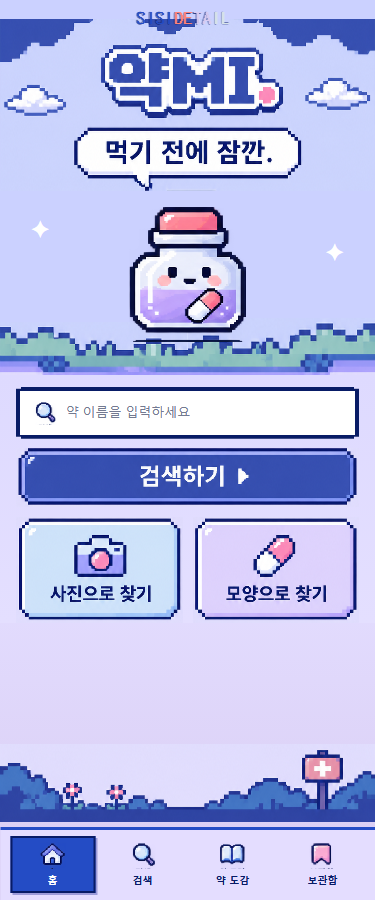 약MI.
먹기 전에 잠깐.
약 이름을 입력하세요
검색하기
사진으로 찾기
모양으로 찾기
홈
검색
약 도감
보관함